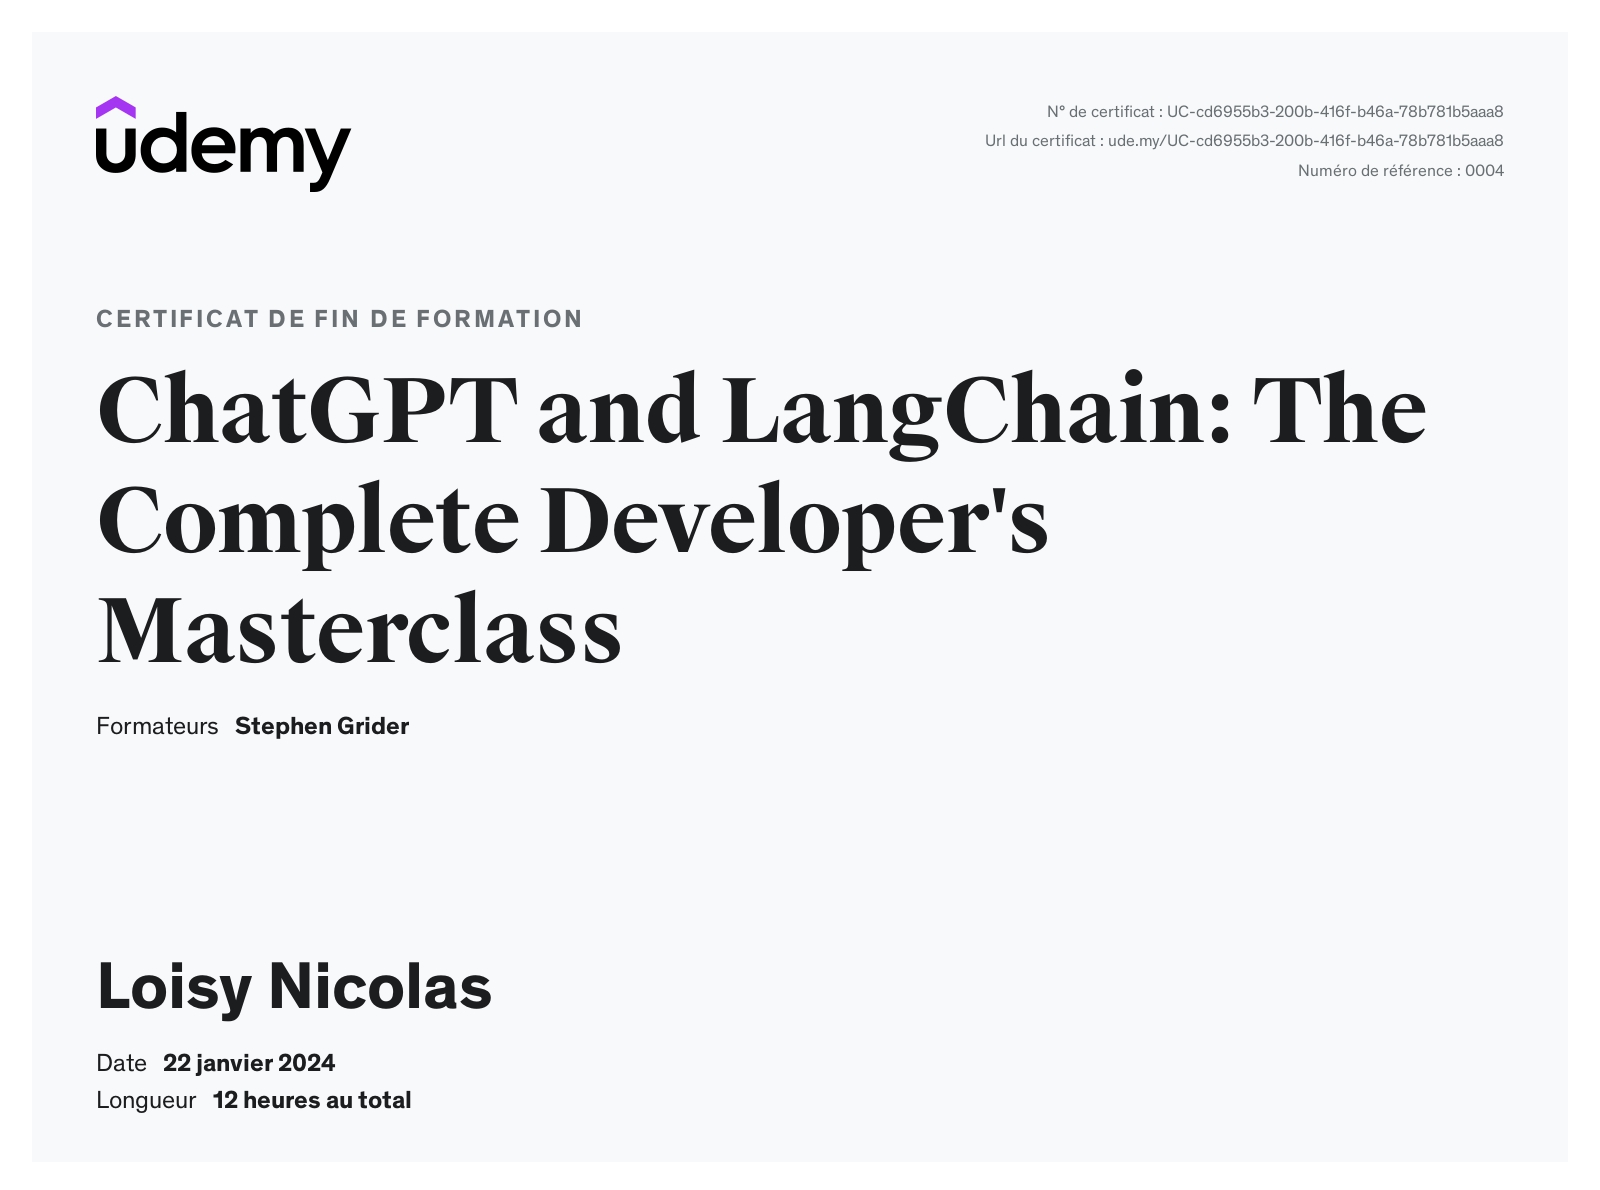 udemy
N° de certificat : UC-cd6955b3-200b-416f-b46a-78b781b5aaa8
Url du certificat : ude.my/UC-cd6955b3-200b-416f-b46a-78b781b5aaa8
Numéro de référence : 0004
CERTIFICAT DE FIN DE FORMATION
ChatGPT and LangChain: The
Complete Developer's
Masterclass
Formateurs Stephen Grider
Loisy Nicolas
Date 22 janvier 2024
Longueur 12 heures au total